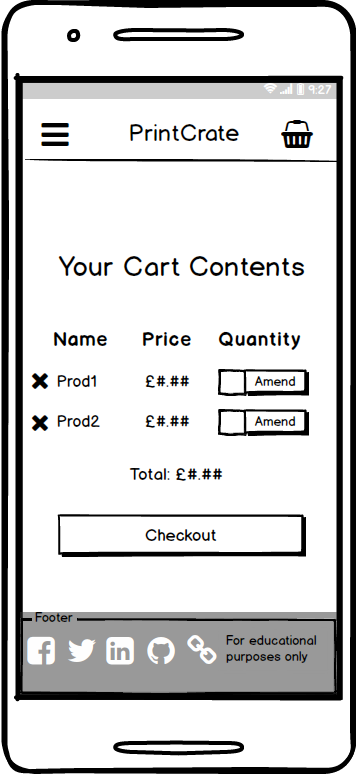 9:27
PrintCrate
Your Cart Contents
Name Price Quantity
Prod1 £#.## Amend
Prod2 £#.## Amend
Total: £#.##
Checkout
Footer
For educational
purposes only